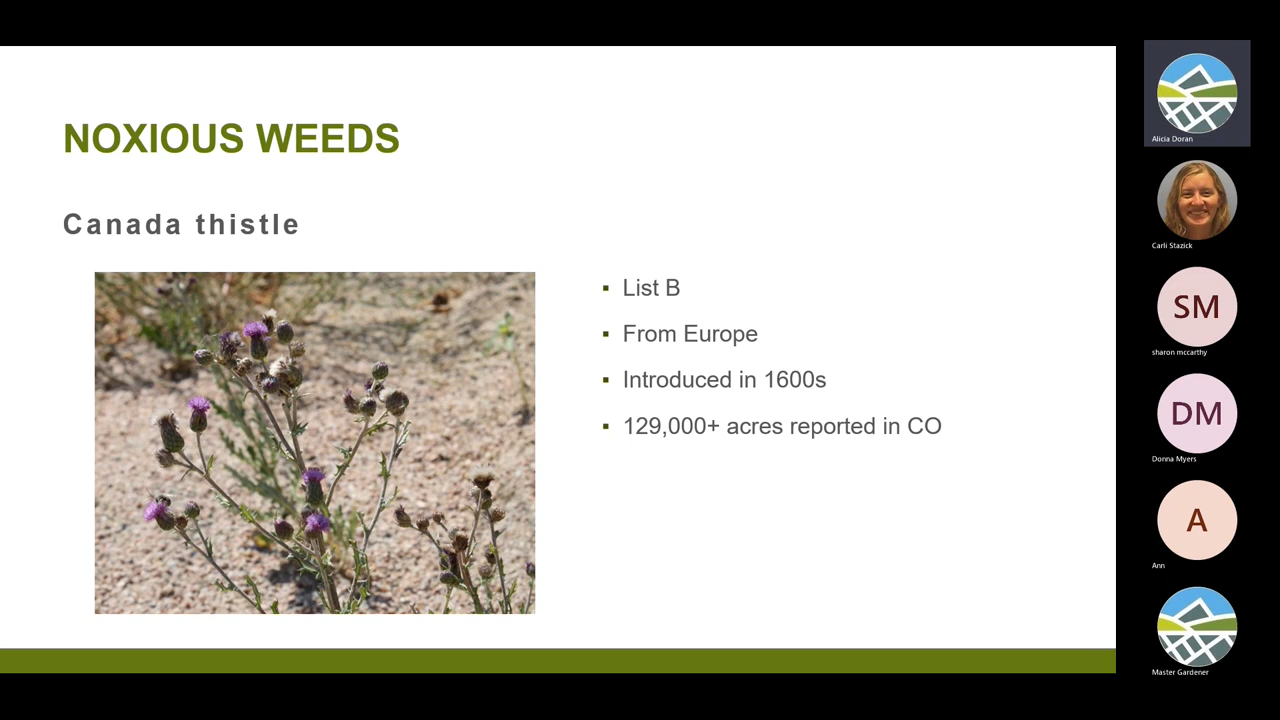 NOXIOUS WEEDS
Canada thistle
▪ List B
▪ From Europe
▪ Introduced in 1600s
▪ 129,000+ acres reported in CO
Alicia Doran
Carli Stazick
SM
sharon mccarthy
DM
Donna Myers
A
Ann
Master Gardener